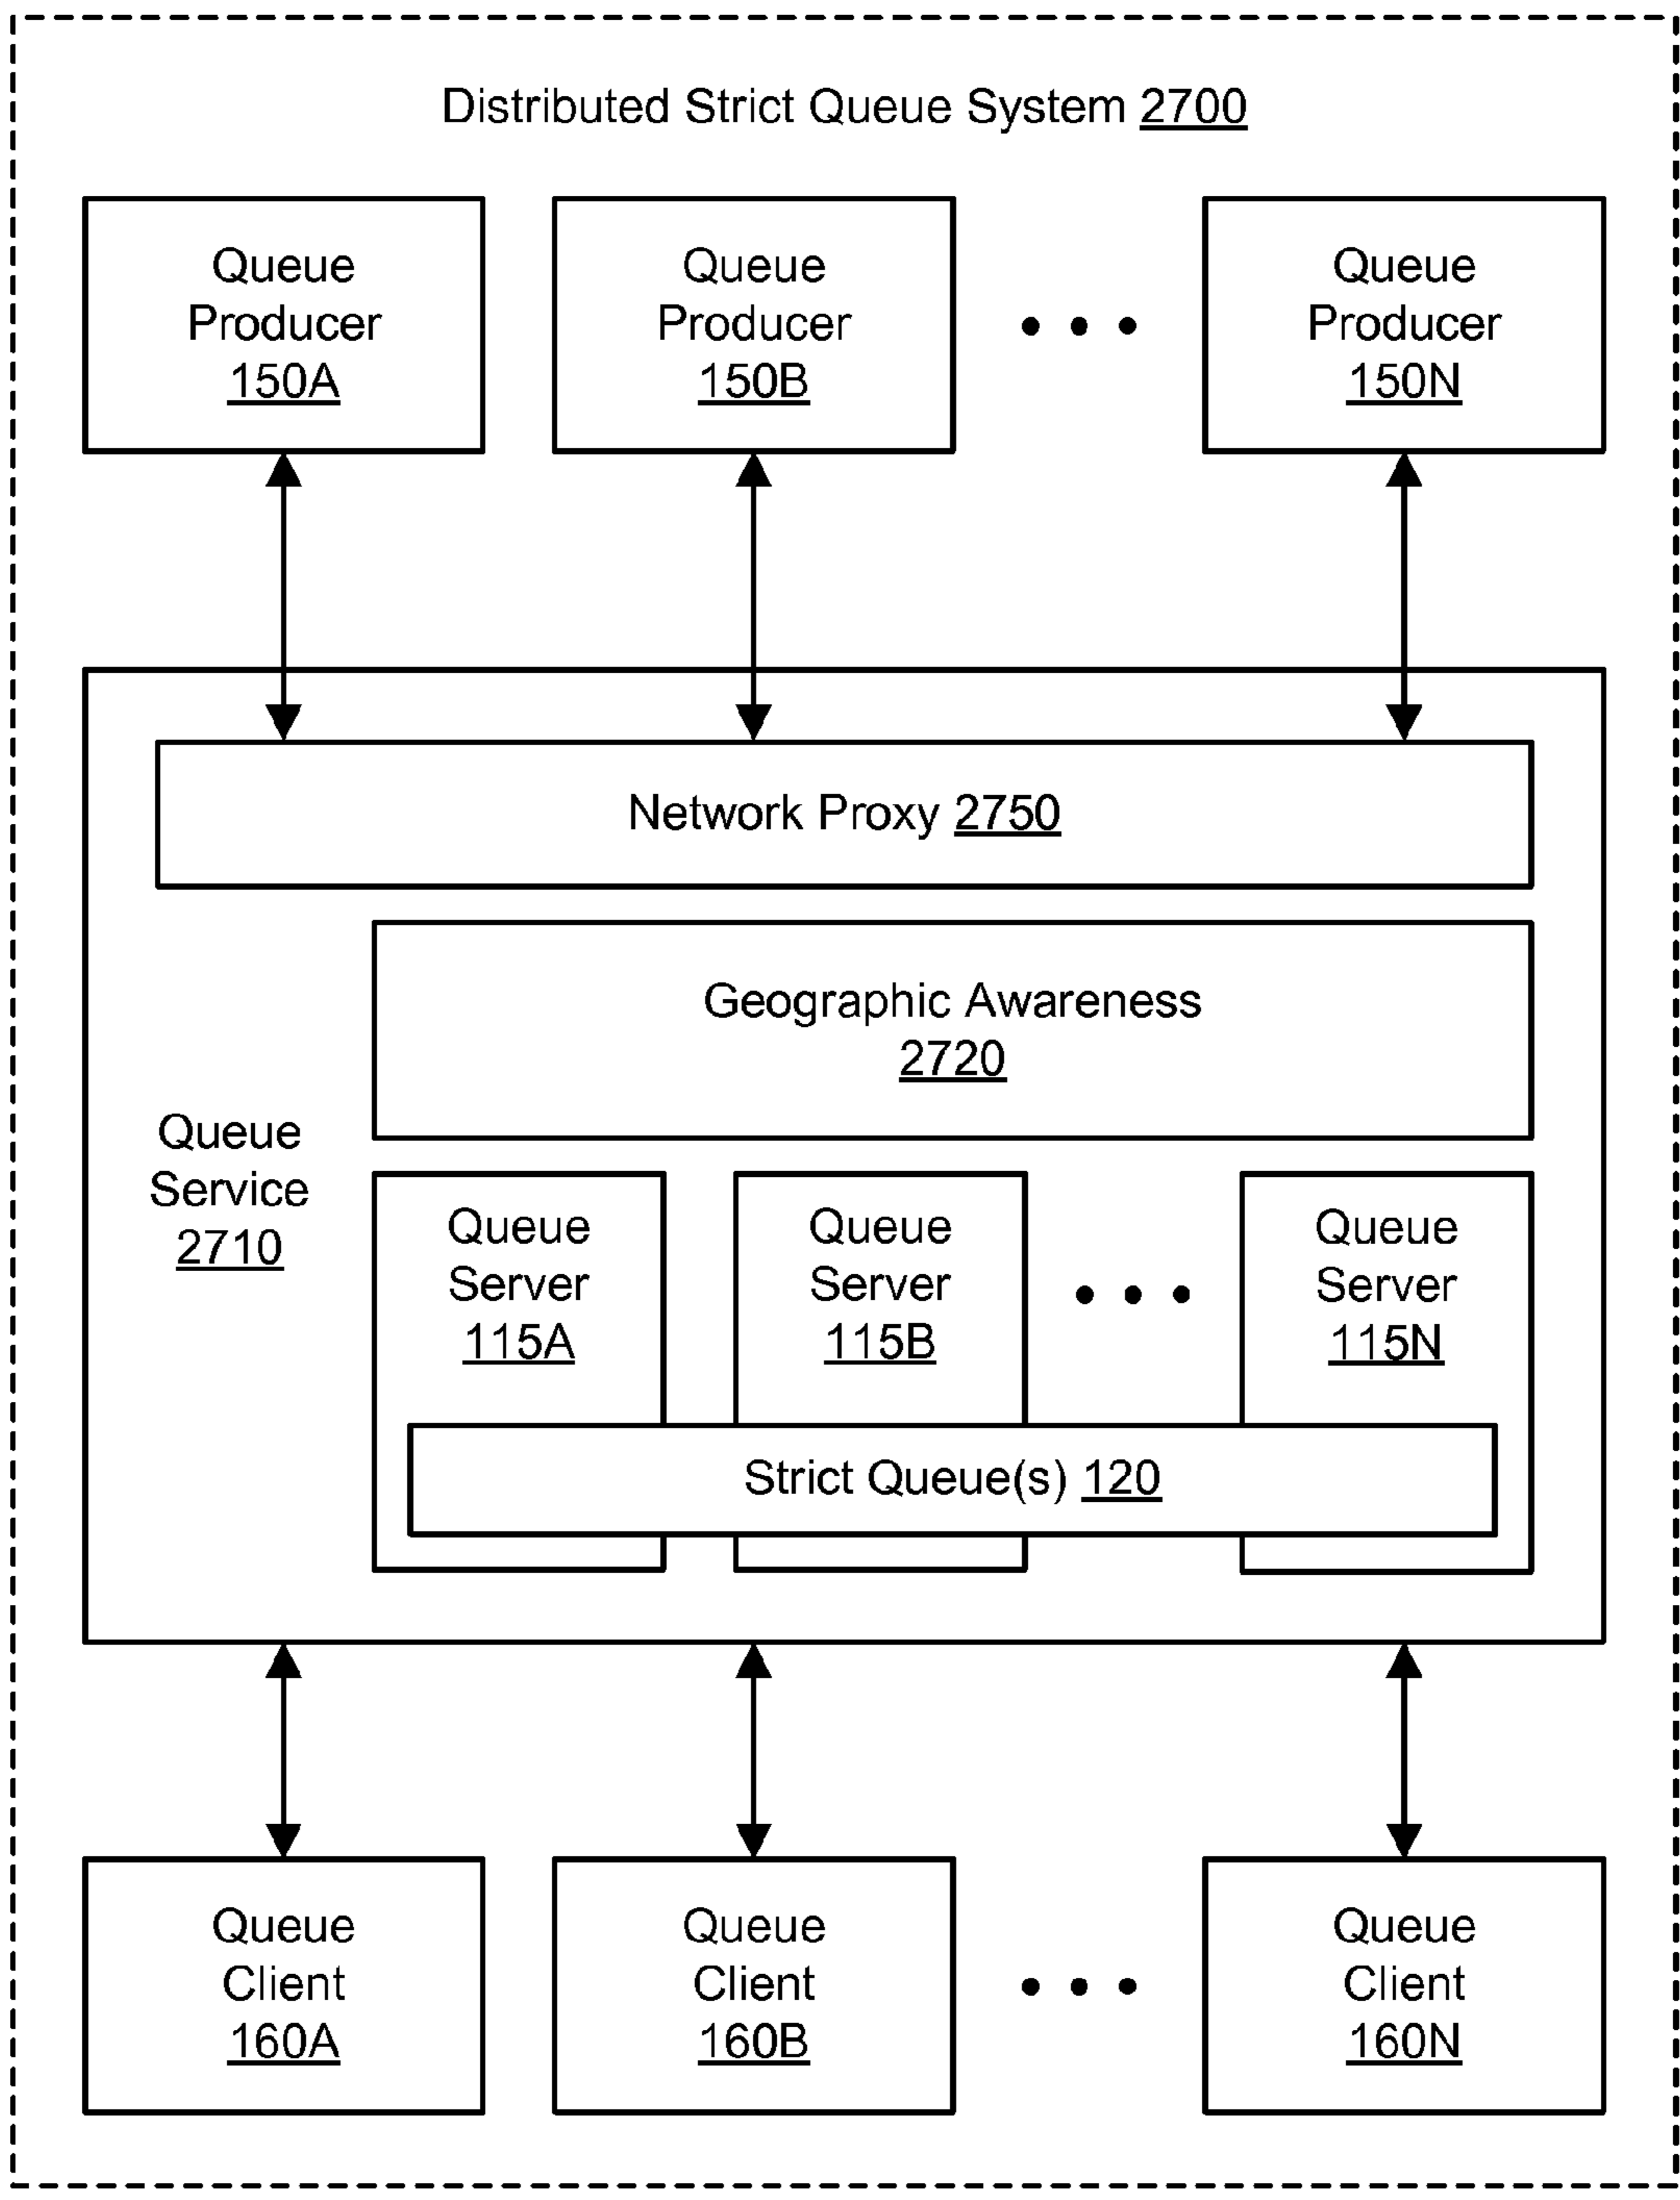 Distributed Strict Queue System 2700
Queue
Producer
150A
Queue
Producer
150B
Queue
Producer
150N
Network Proxy 2750
Geographic Awareness
2720
Queue
Service
2710
Queue
Server
115A
Queue
Server
115B
Queue
Server
115N
Strict Queue(s) 120
Queue
Client
160A
Queue
Client
160B
Queue
Client
160N